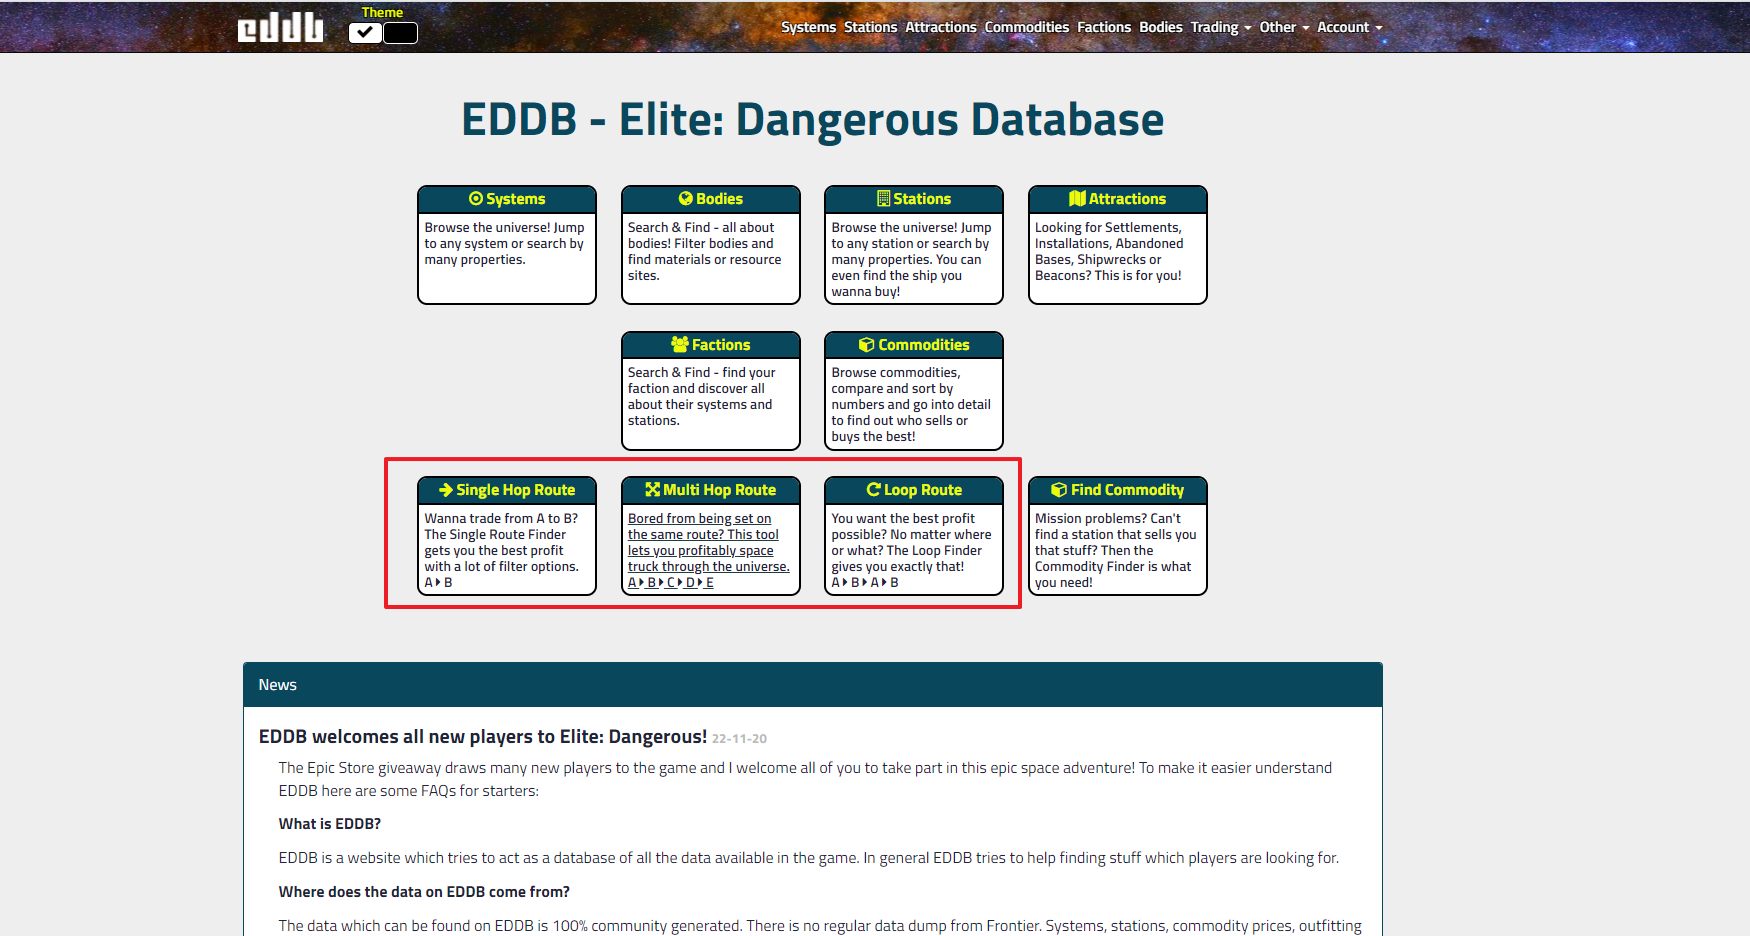 eddb
Theme
Systems Stations Attractions Commodities Factions Bodies Trading Other Account
EDDB - Elite: Dangerous Database
Systems
Browse the universe! Jump
to any system or search by
many properties.
Bodies
Search & Find - all about
bodies! Filter bodies and
find materials or resource
sites.
Stations
Browse the universe! Jump
to any station or search by
many properties. You can
even find the ship you
wanna buy!
Attractions
Looking for Settlements,
Installations, Abandoned
Bases, Shipwrecks or
Beacons? This is for you!
Factions
Search & Find - find your
faction and discover all
about their systems and
stations.
Commodities
Browse commodities,
compare and sort by
numbers and go into detail
to find out who sells or
buys the best!
Single Hop Route
Wanna trade from A to B?
The Single Route Finder
gets you the best profit
with a lot of filter options.
A ▸ B
Multi Hop Route
Bored from being set on
the same route? This tool
lets you profitably space
truck through the universe.
A ▸ B ▸ C ▸ D ▸ E
Loop Route
You want the best profit
possible? No matter where
or what? The Loop Finder
gives you exactly that!
A ▸ B ▸ A ▸ B
Find Commodity
Mission problems? Can't
find a station that sells you
that stuff? Then the
Commodity Finder is what
you need!
News
EDDB welcomes all new players to Elite: Dangerous! 22-11-20
The Epic Store giveaway draws many new players to the game and I welcome all of you to take part in this epic space adventure! To make it easier understand
EDDB here are some FAQs for starters:
What is EDDB?
EDDB is a website which tries to act as a database of all the data available in the game. In general EDDB tries to help finding stuff which players are looking for.
Where does the data on EDDB come from?
The data which can be found on EDDB is 100% community generated. There is no regular data dump from Frontier. Systems, stations, commodity prices, outfitting